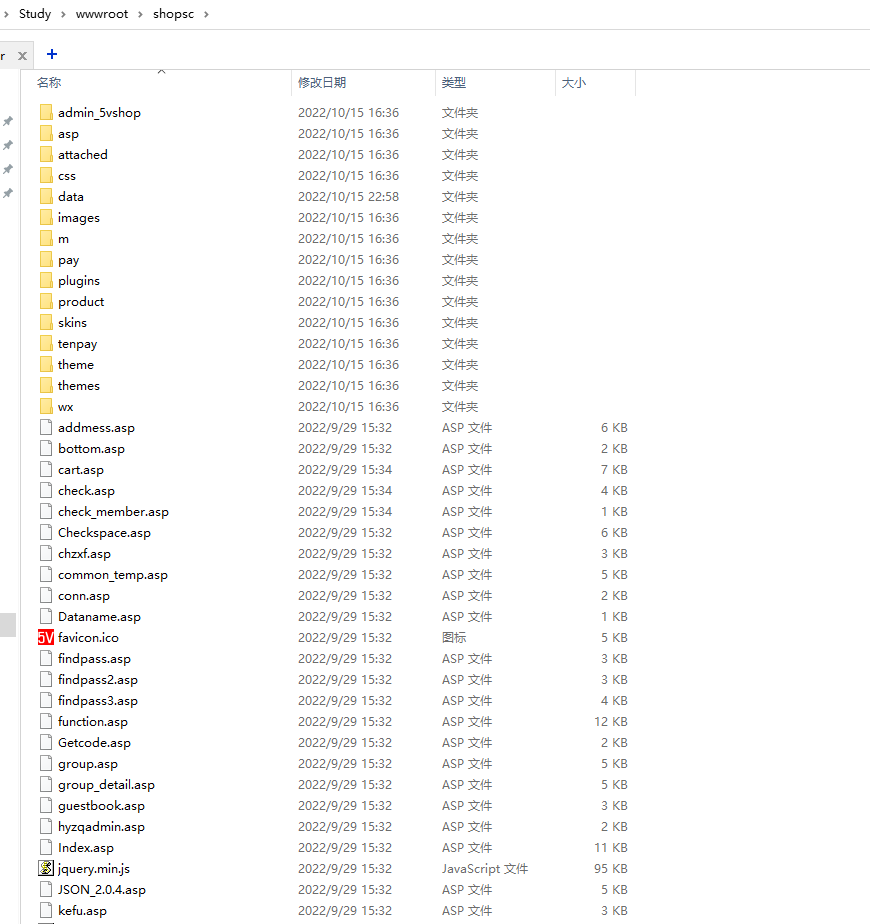 Study wwwroot shopsc
r
名称 修改日期 类型 大小
admin_5vshop 2022/10/15 16:36 文件夹
asp 2022/10/15 16:36 文件夹
attached 2022/10/15 16:36 文件夹
css 2022/10/15 16:36 文件夹
data 2022/10/15 22:58 文件夹
images 2022/10/15 16:36 文件夹
m 2022/10/15 16:36 文件夹
pay 2022/10/15 16:36 文件夹
plugins 2022/10/15 16:36 文件夹
product 2022/10/15 16:36 文件夹
skins 2022/10/15 16:36 文件夹
tenpay 2022/10/15 16:36 文件夹
theme 2022/10/15 16:36 文件夹
themes 2022/10/15 16:36 文件夹
wx 2022/10/15 16:36 文件夹
addmess.asp 2022/9/29 15:32 ASP 文件 6 KB
bottom.asp 2022/9/29 15:32 ASP 文件 2 KB
cart.asp 2022/9/29 15:34 ASP 文件 7 KB
check.asp 2022/9/29 15:34 ASP 文件 4 KB
check_member.asp 2022/9/29 15:34 ASP 文件 1 KB
Checkspace.asp 2022/9/29 15:32 ASP 文件 6 KB
chzxf.asp 2022/9/29 15:32 ASP 文件 3 KB
common_temp.asp 2022/9/29 15:32 ASP 文件 5 KB
conn.asp 2022/9/29 15:32 ASP 文件 2 KB
Dataname.asp 2022/9/29 15:32 ASP 文件 1 KB
5V favicon.ico 2022/9/29 15:32 图标 5 KB
findpass.asp 2022/9/29 15:32 ASP 文件 3 KB
findpass2.asp 2022/9/29 15:32 ASP 文件 3 KB
findpass3.asp 2022/9/29 15:32 ASP 文件 4 KB
function.asp 2022/9/29 15:32 ASP 文件 12 KB
Getcode.asp 2022/9/29 15:32 ASP 文件 2 KB
group.asp 2022/9/29 15:32 ASP 文件 5 KB
group_detail.asp 2022/9/29 15:32 ASP 文件 5 KB
guestbook.asp 2022/9/29 15:32 ASP 文件 3 KB
hyzqadmin.asp 2022/9/29 15:32 ASP 文件 2 KB
Index.asp 2022/9/29 15:32 ASP 文件 11 KB
jquery.min.js 2022/9/29 15:32 JavaScript 文件 95 KB
JSON_2.0.4.asp 2022/9/29 15:32 ASP 文件 5 KB
kefu.asp 2022/9/29 15:32 ASP 文件 3 KB